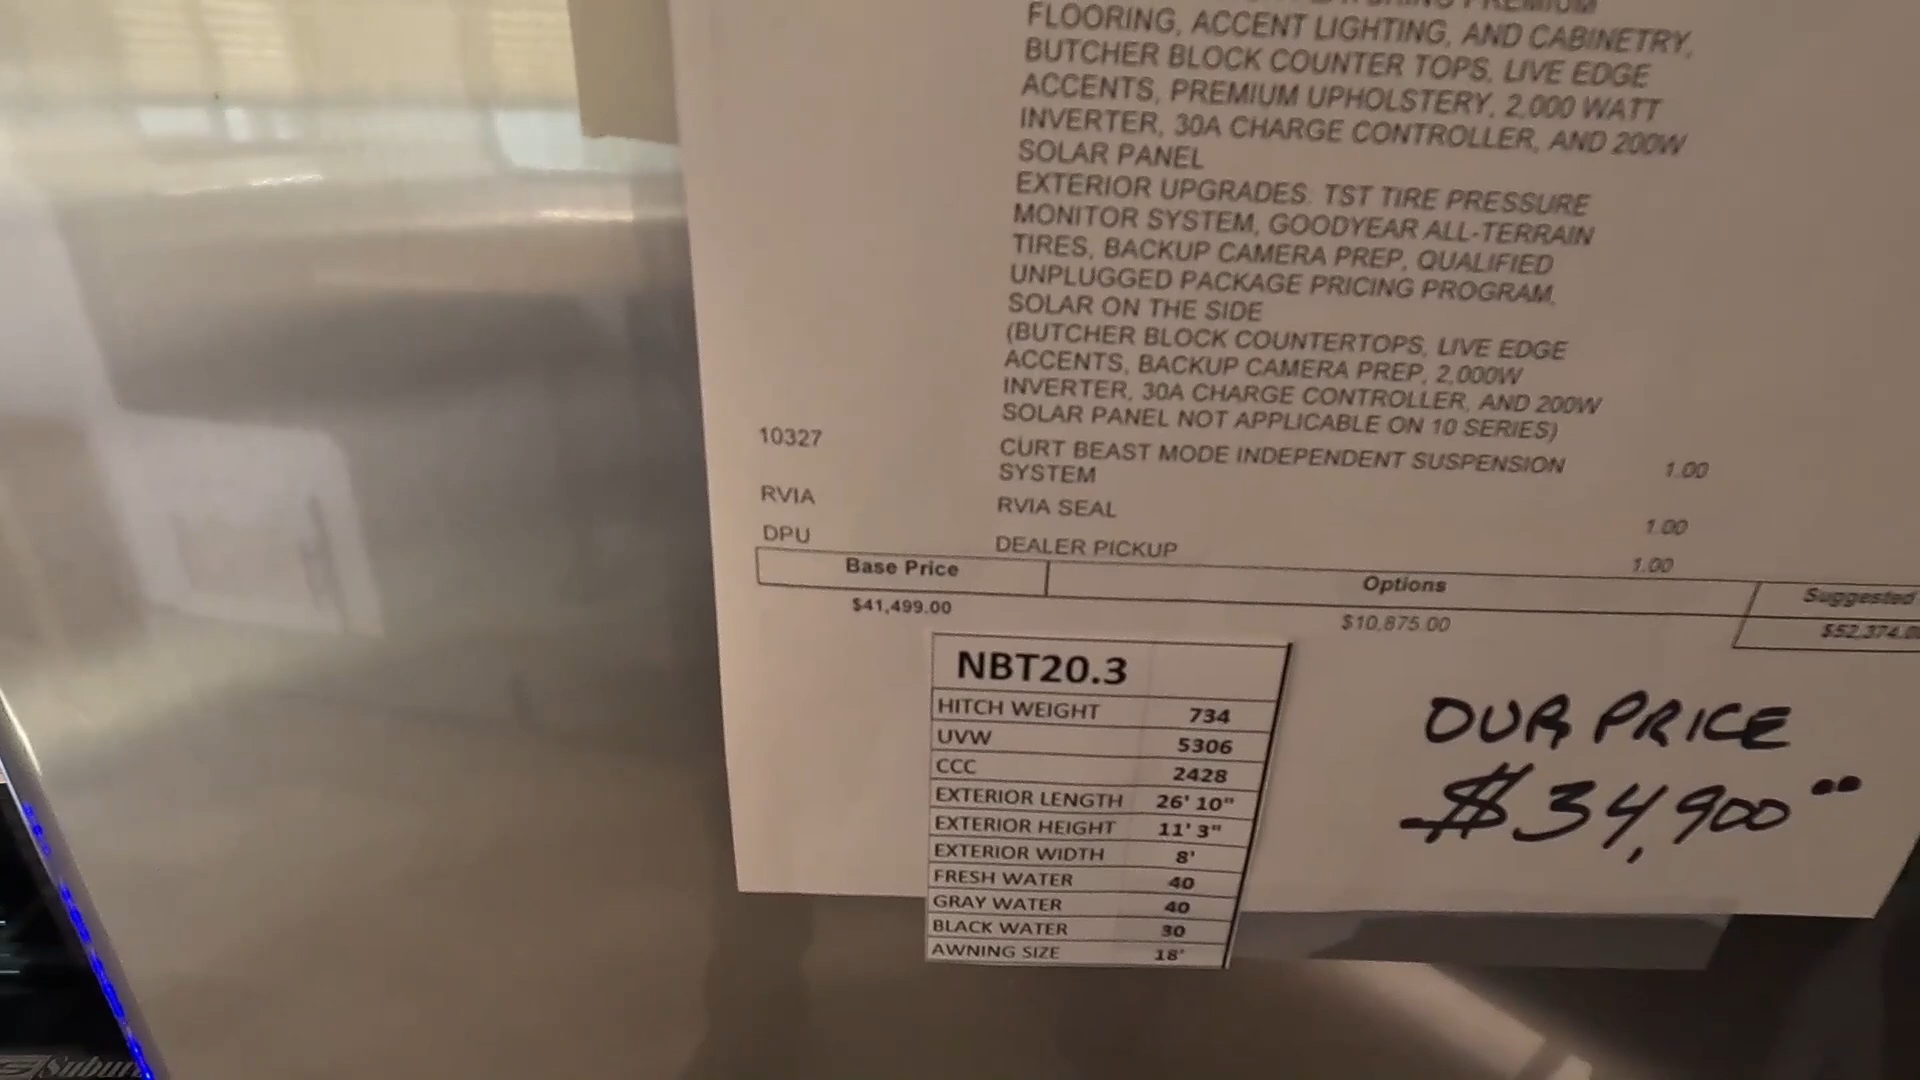 PREMIUM
FLOORING, ACCENT LIGHTING, AND CABINETRY,
BUTCHER BLOCK COUNTER TOPS, LIVE EDGE
ACCENTS, PREMIUM UPHOLSTERY, 2,000 WATT
INVERTER, 30A CHARGE CONTROLLER, AND 200W
SOLAR PANEL
EXTERIOR UPGRADES: TST TIRE PRESSURE
MONITOR SYSTEM, GOODYEAR ALL-TERRAIN
TIRES, BACKUP CAMERA PREP, QUALIFIED
UNPLUGGED PACKAGE PRICING PROGRAM,
SOLAR ON THE SIDE
(BUTCHER BLOCK COUNTERTOPS, LIVE EDGE
ACCENTS, BACKUP CAMERA PREP, 2,000W
INVERTER, 30A CHARGE CONTROLLER, AND 200W
SOLAR PANEL NOT APPLICABLE ON 10 SERIES)
10327 CURT BEAST MODE INDEPENDENT SUSPENSION 1.00
SYSTEM
RVIA RVIA SEAL 1.00
DPU DEALER PICKUP 1.00
Base Price Options Suggested
$41,499.00 $10,875.00 $52,374.0
NBT20.3
HITCH WEIGHT 734
UVW 5306
CCC 2428
EXTERIOR LENGTH 26' 10"
EXTERIOR HEIGHT 11' 3"
EXTERIOR WIDTH 8'
FRESH WATER 40
GRAY WATER 40
BLACK WATER 30
AWNING SIZE 18'
OUR PRICE
$34,900
Subur